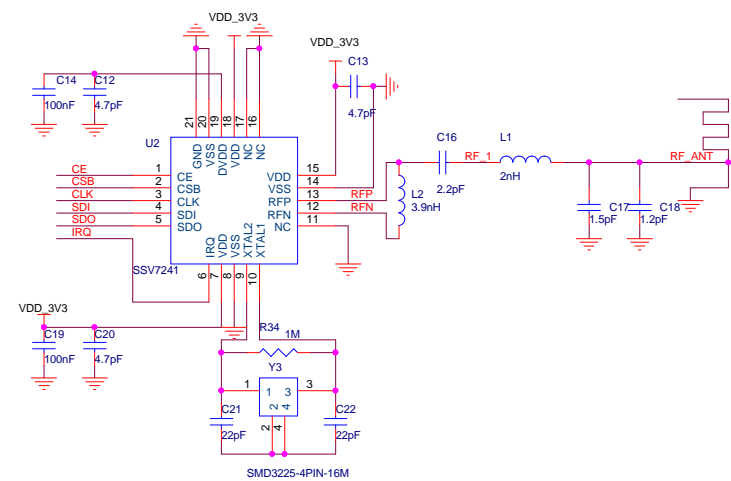 VDD_3V3
VDD_3V3
C13
4.7pF
C14
100nF
C12
4.7pF
21
20
19
18
17
16
U2
GND
VSS
DVDD
VDD
NC
NC
CE
1
CE
CSB
2
CSB
CLK
3
CLK
SDI
4
SDI
SDO
5
SDO
IRQ
VDD
15
VSS
14
RFP
13
RFP
RFN
12
RFN
NC
11
IRQ
VDD
VSS
XTAL2
XTAL1
SSV7241
6
7
8
9
10
C16
2.2pF
RF_1
L1
2nH
RF_ANT
L2
3.9nH
C17
1.5pF
C18
1.2pF
VDD_3V3
C19
100nF
C20
4.7pF
R34
1M
Y3
1
1
3
3
2
4
2
4
C21
22pF
C22
22pF
SMD3225-4PIN-16M